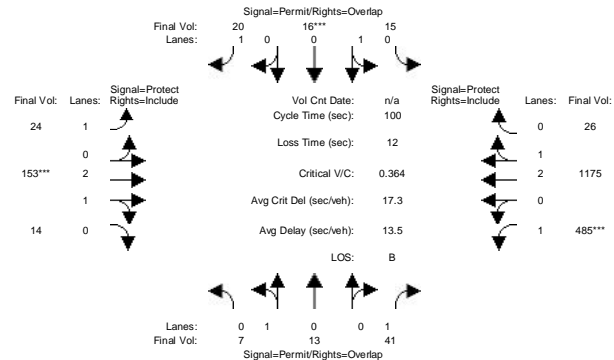 Signal=Permit/Rights=Overlap
Final Vol: 20 16*** 15
Lanes: 1 0 0 1 0
Signal=Protect Signal=Protect
Final Vol: Lanes: Rights=Include Vol Cnt Date: n/a Rights=Include Lanes: Final Vol:
Cycle Time (sec): 100
24 1 0 26
Loss Time (sec): 12
0 1
153*** 2 Critical V/C: 0.364 2 1175
1 Avg Crit Del (sec/veh): 17.3 0
14 0 Avg Delay (sec/veh): 13.5 1 485***
LOS: B
Lanes: 0 1 0 0 1
Final Vol: 7 13 41
Signal=Permit/Rights=Overlap